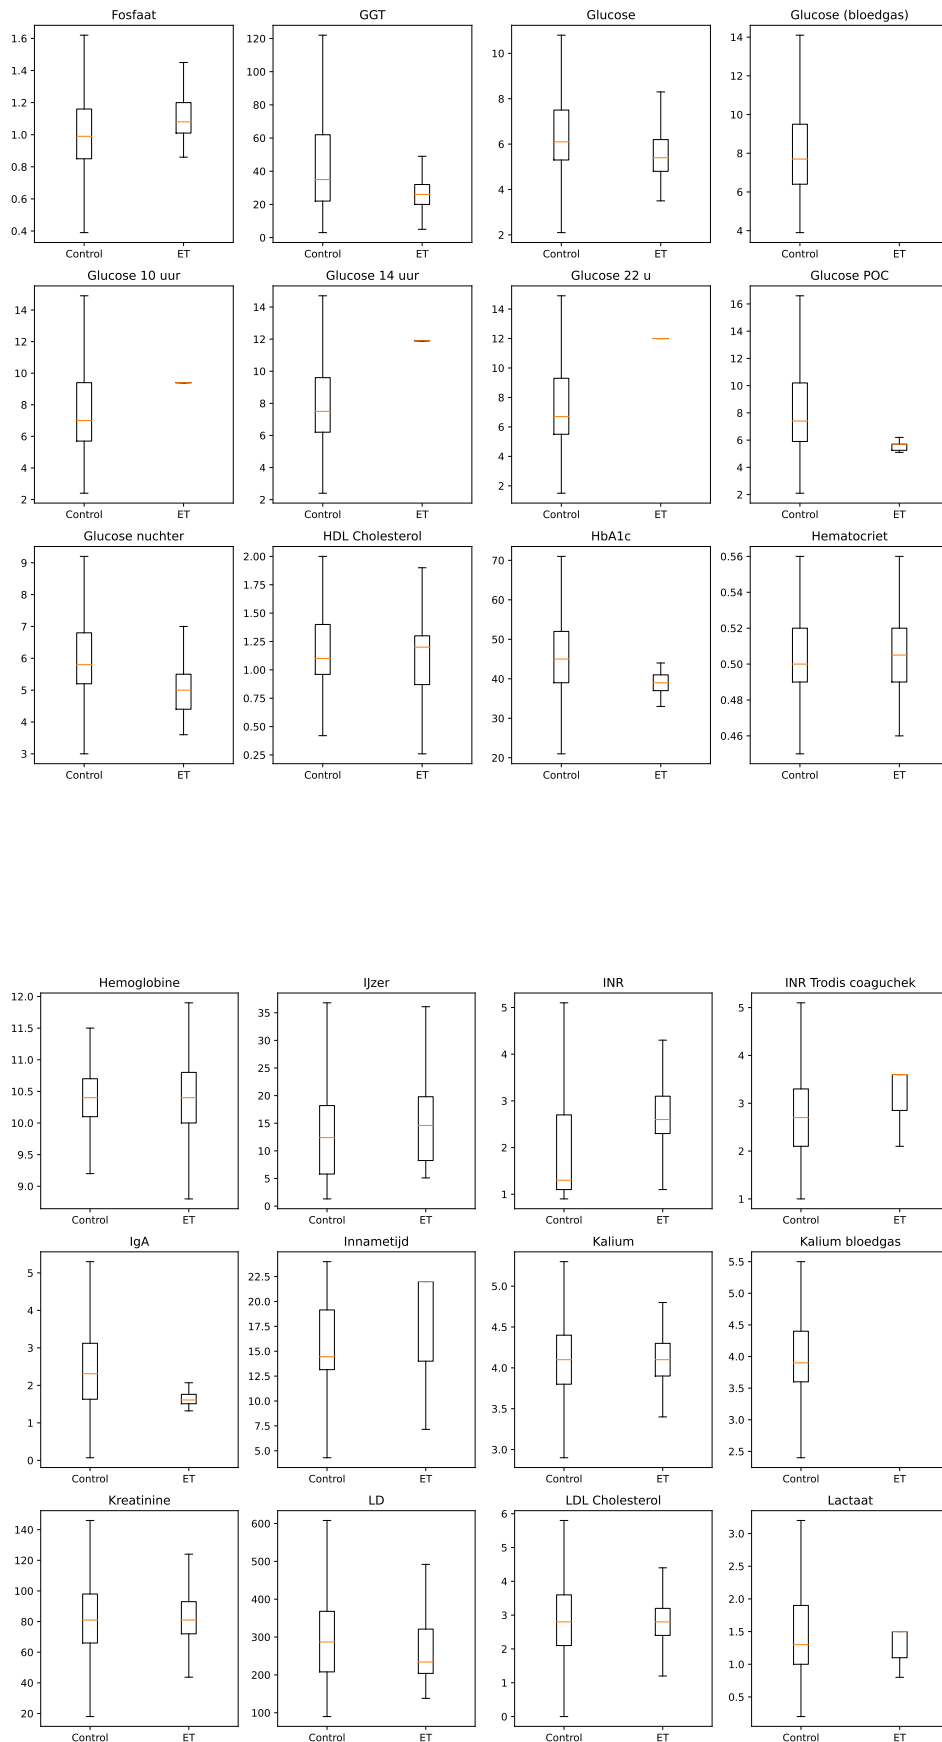 Fosfaat GGT Glucose Glucose (bloedgas)
1.6 120 10 14
1.4 100 12
1.2 80 8 10
1.0 60 6 8
0.8 40 6
0.6 20 4
0.4 0 2 4
Control ET Control ET Control ET Control ET
Glucose 10 uur Glucose 14 uur Glucose 22 u Glucose POC
14 14 14 16
12 12 12 14
10 10 10 12
8 8 8 10
6 6 6 8
4 4 4 6
2 2 2 4
2
Control ET Control ET Control ET Control ET
Glucose nuchter HDL Cholesterol HbA1c Hematocriet
9 2.00 70 0.56
8 1.75 60 0.54
7 1.50 50 0.52
6 1.25 40 0.50
5 1.00 30 0.48
4 0.75 20 0.46
3 0.50
0.25
Control ET Control ET Control ET Control ET
Hemoglobine IJzer INR INR Trodis coaguchek
12.0 35 5 5
11.5 30 4 4
11.0 25 3 3
10.5 20 2 2
10.0 15 1 1
9.5 10
9.0 5
0
Control ET Control ET Control ET Control ET
IgA Innametijd Kalium Kalium bloedgas
5 22.5 5.0 5.5
4 20.0 4.5 5.0
3 17.5 4.0 4.5
2 15.0 3.5 4.0
1 12.5 3.0 3.5
0 10.0 3.0
7.5 2.5
5.0
Control ET Control ET Control ET Control ET
Kreatinine LD LDL Cholesterol Lactaat
140 600 6 3.0
120 500 5 2.5
100 400 4 2.0
80 300 3 1.5
60 200 2 1.0
40 100 1 0.5
20 0
Control ET Control ET Control ET Control ET